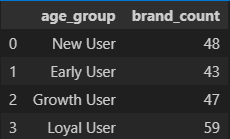 age_group brand_count
0 New User 48
1 Early User 43
2 Growth User 47
3 Loyal User 59